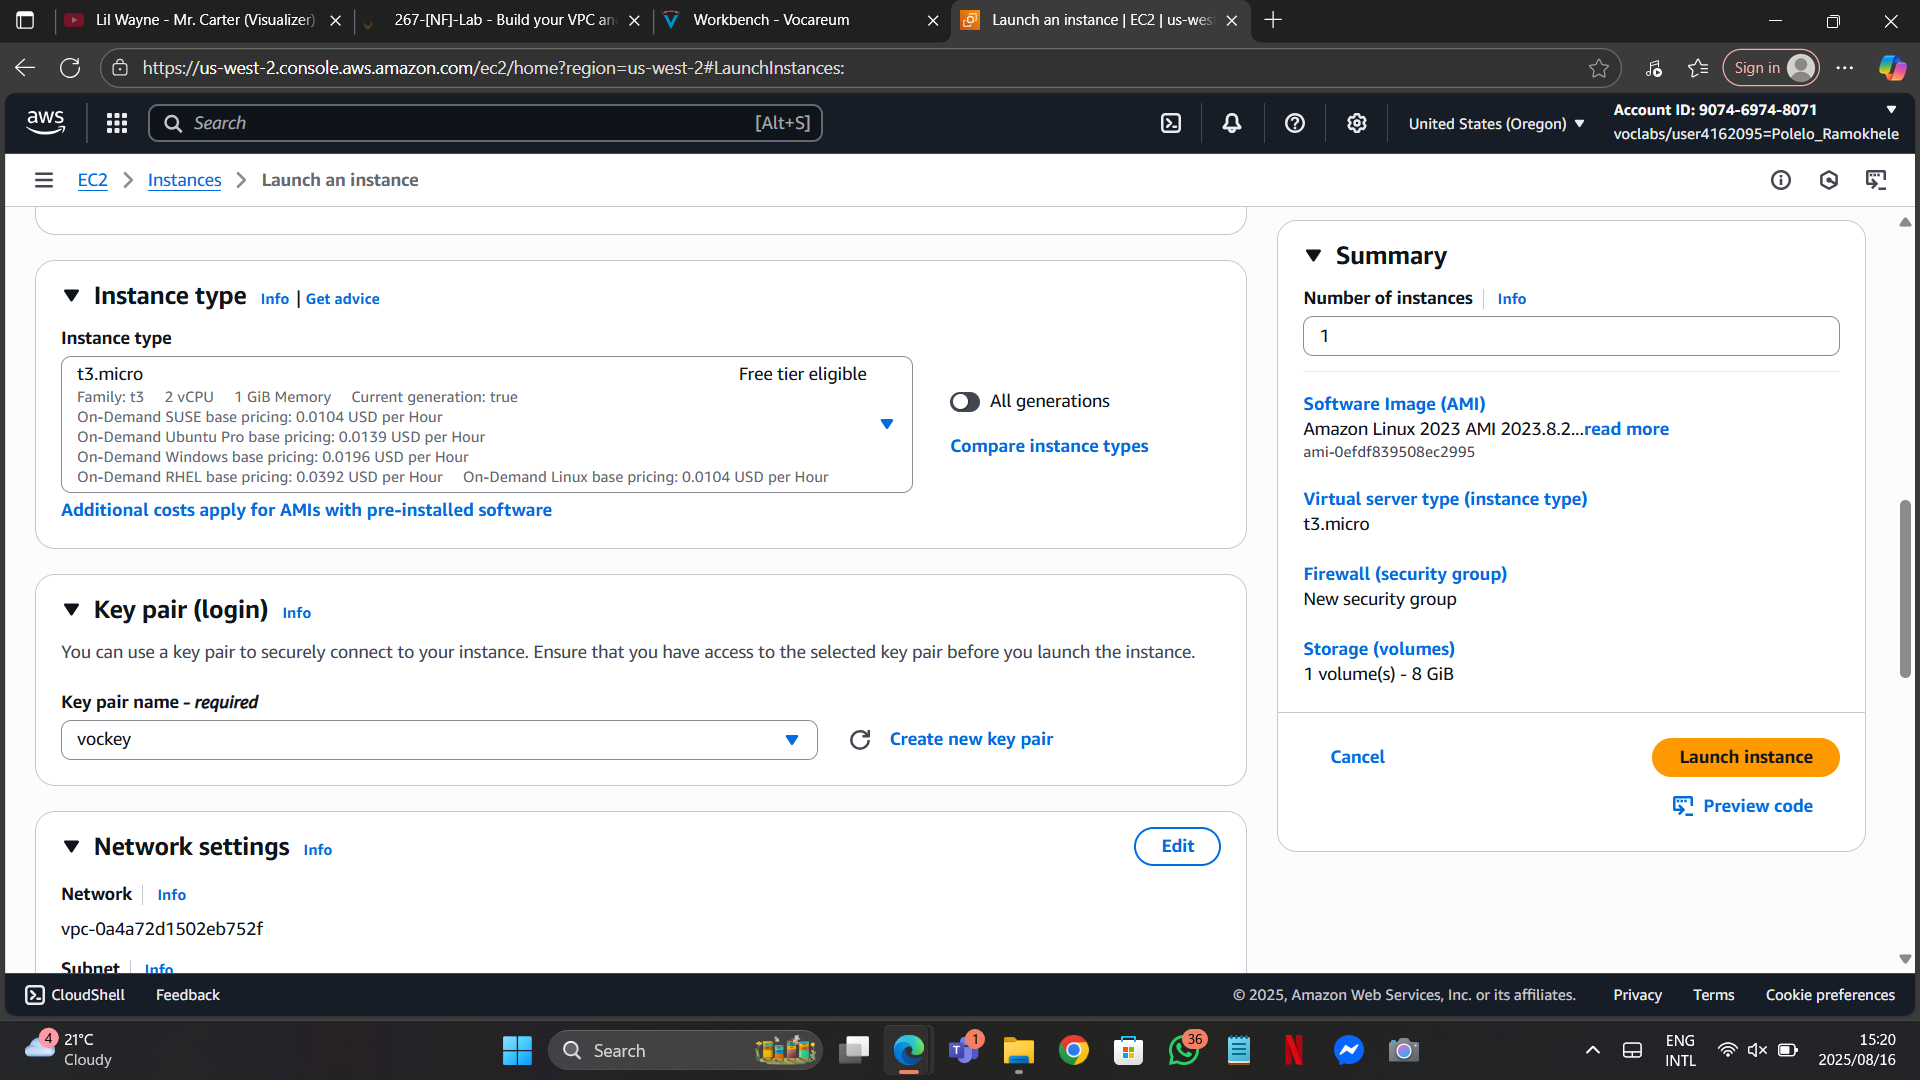 Lil Wayne - Mr. Carter (Visualizer)
267-[NF]-Lab - Build your VPC an
Workbench - Vocareum
Launch an instance | EC2 | us-wes
https://us-west-2.console.aws.amazon.com/ec2/home?region=us-west-2#LaunchInstances:
Sign in
aws
Search
[Alt+S]
United States (Oregon)
Account ID: 9074-6974-8071
voclabs/user4162095=Polelo_Ramokhele
EC2
Instances
Launch an instance
Instance type
Info | Get advice
Instance type
t3.micro
Free tier eligible
Family: t3 2 vCPU 1 GiB Memory Current generation: true
On-Demand SUSE base pricing: 0.0104 USD per Hour
On-Demand Ubuntu Pro base pricing: 0.0139 USD per Hour
On-Demand Windows base pricing: 0.0196 USD per Hour
On-Demand RHEL base pricing: 0.0392 USD per Hour On-Demand Linux base pricing: 0.0104 USD per Hour
All generations
Compare instance types
Additional costs apply for AMIs with pre-installed software
Key pair (login)
Info
You can use a key pair to securely connect to your instance. Ensure that you have access to the selected key pair before you launch the instance.
Key pair name - required
vockey
Create new key pair
Network settings
Info
Edit
Network
Info
vpc-0a4a72d1502eb752f
Subnet
Info
Summary
Number of instances
Info
1
Software Image (AMI)
Amazon Linux 2023 AMI 2023.8.2...read more
ami-0efdf839508ec2995
Virtual server type (instance type)
t3.micro
Firewall (security group)
New security group
Storage (volumes)
1 volume(s) - 8 GiB
Cancel
Launch instance
Preview code
CloudShell
Feedback
© 2025, Amazon Web Services, Inc. or its affiliates.
Privacy
Terms
Cookie preferences
4
21°C
Cloudy
Search
1
36
ENG
INTL
15:20
2025/08/16